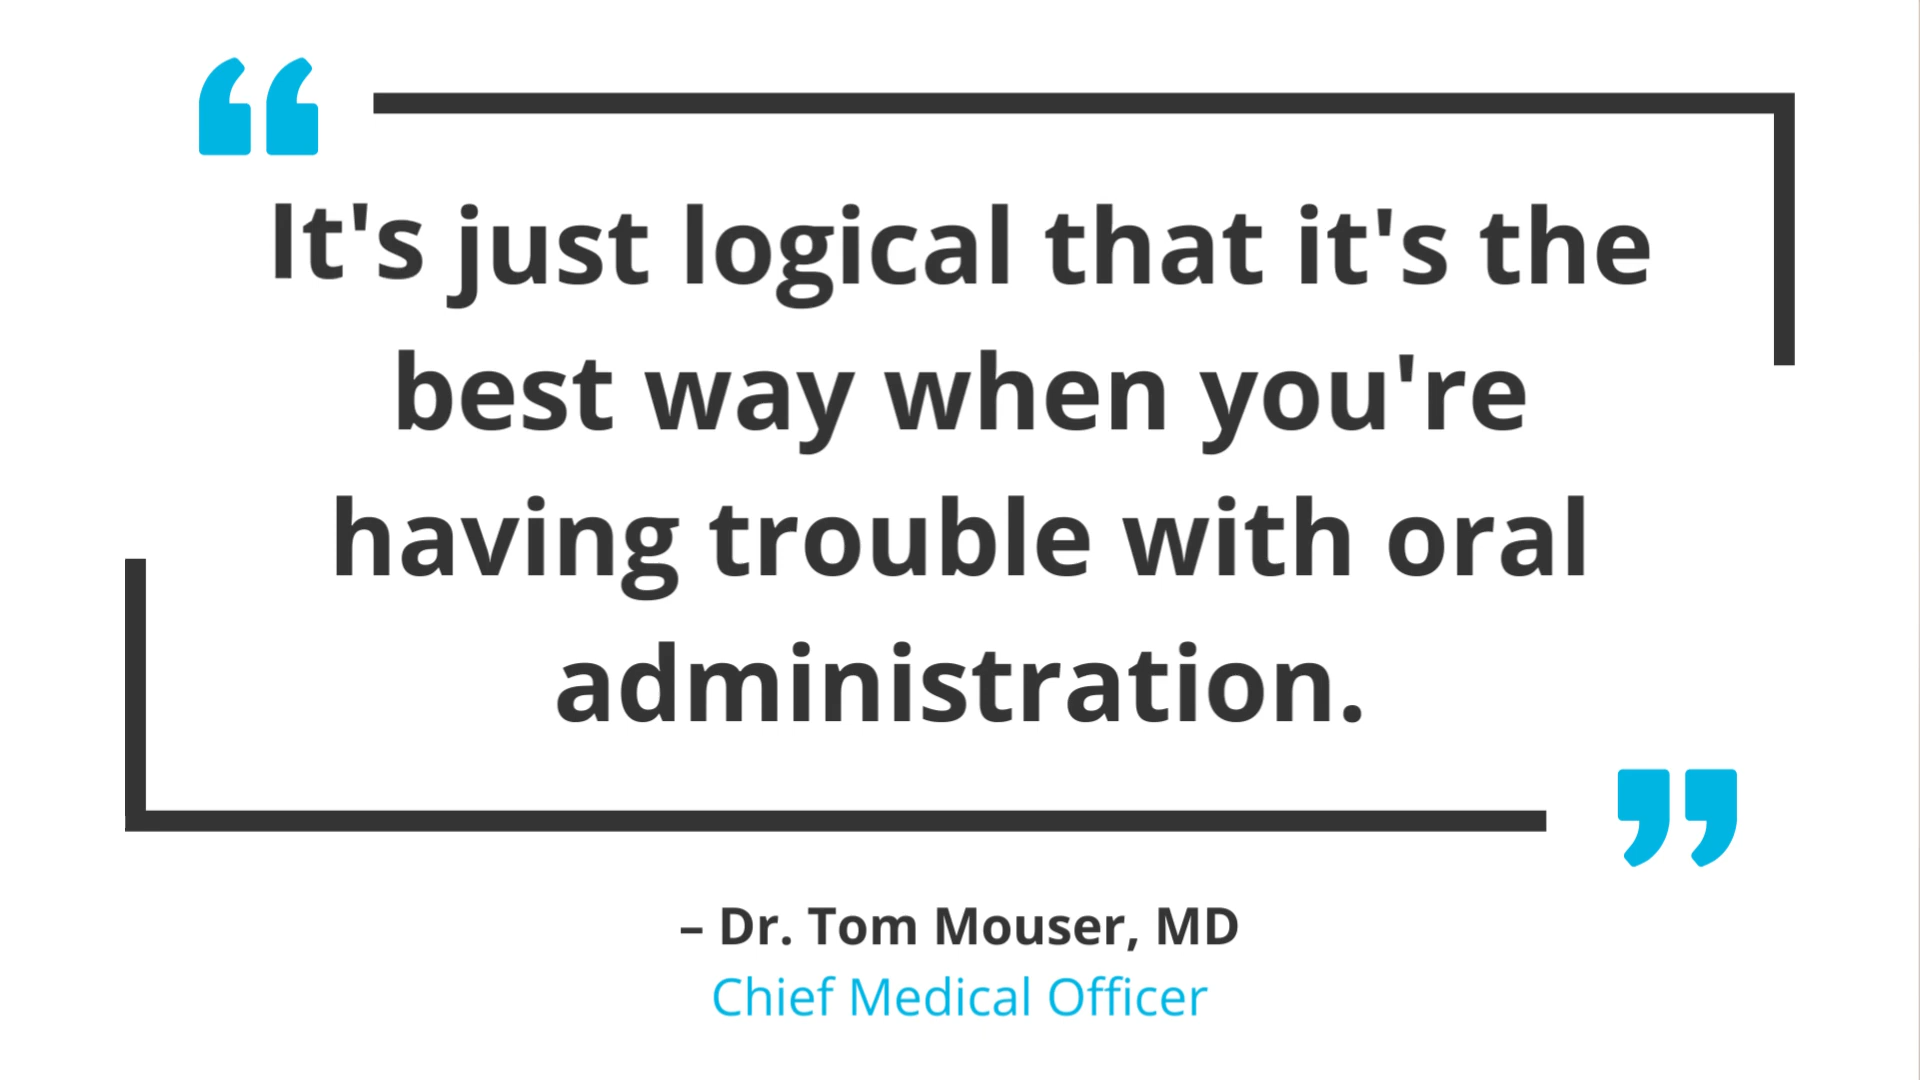 “
It's just logical that it's the
best way when you're
having trouble with oral
administration.
”
– Dr. Tom Mouser, MD
Chief Medical Officer